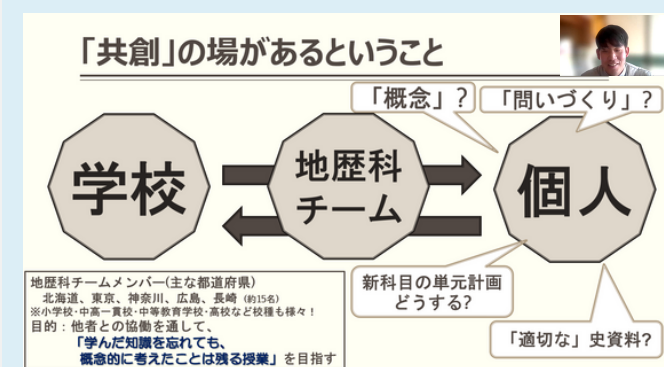 「共創」の場があるということ
「概念」?
「問いづくり」?
学校
地歴科
チーム
個人
地歴科チームメンバー(主な都道府県)
北海道、東京、神奈川、広島、長崎 (約15名)
※小学校・中高一貫校・中等教育学校・高校など校種も様々！
目的：他者との協働を通して、
「学んだ知識を忘れても、
概念的に考えたことは残る授業」を目指す
新科目の単元計画
どうする?
「適切な」史資料?